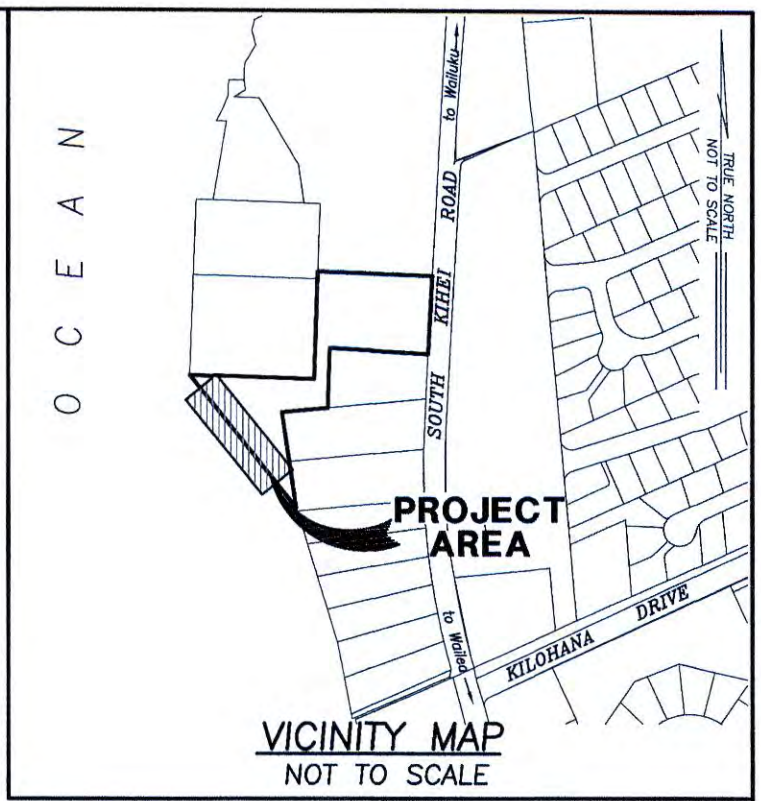 OCEAN
to Wailuku
SOUTH KIHEI ROAD
TRUE NORTH
NOT TO SCALE
PROJECT
AREA
to Wailea
KILOHANA DRIVE
VICINITY MAP
NOT TO SCALE